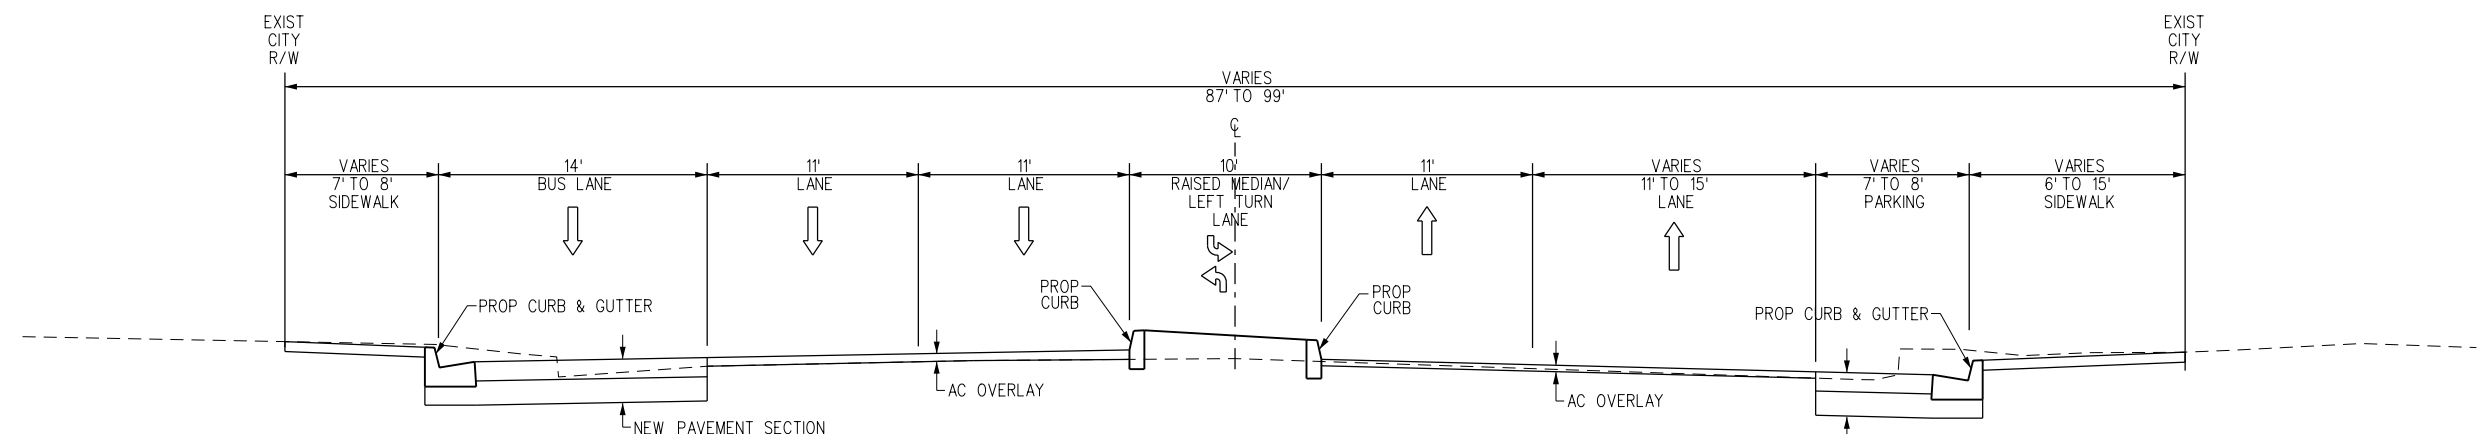 EXIST
CITY
R/W
EXIST
CITY
R/W
VARIES
87' TO 99'
℄
VARIES
7' TO 8'
SIDEWALK
14'
BUS LANE
11'
LANE
11'
LANE
10'
RAISED MEDIAN/
LEFT TURN
LANE
11'
LANE
VARIES
11' TO 15'
LANE
VARIES
7' TO 8'
PARKING
VARIES
6' TO 15'
SIDEWALK
PROP CURB & GUTTER
PROP
CURB
PROP
CURB
PROP CURB & GUTTER
AC OVERLAY
AC OVERLAY
NEW PAVEMENT SECTION